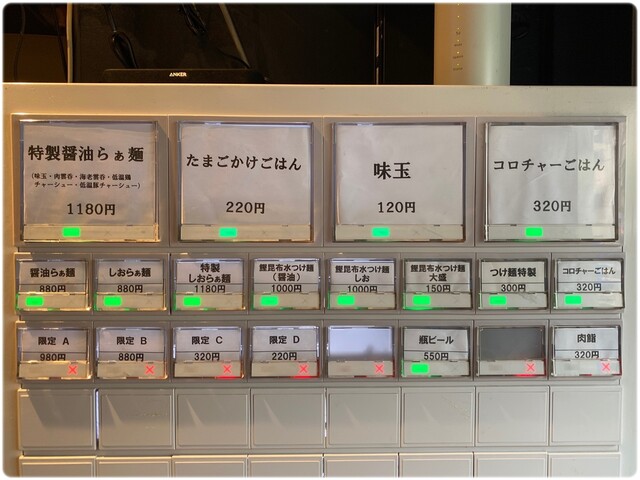 ANKER
特製醤油らぁ麺
(味玉・肉雲呑・海老雲呑・低温鶏
チャーシュー・低温豚チャーシュー)
1180円
たまごかけごはん
220円
味玉
120円
コロチャーごはん
320円
醤油らぁ麺
880円
しおらぁ麺
880円
特製
しおらぁ麺
1180円
鰹昆布水つけ麺
(醤油)
1000円
鰹昆布水つけ麺
しお
1000円
鰹昆布水つけ麺
大盛
150円
つけ麺特製
300円
コロチャーごはん
320円
限定 A
980円
限定 B
880円
限定 C
320円
限定 D
220円
瓶ビール
550円
肉鮨
320円